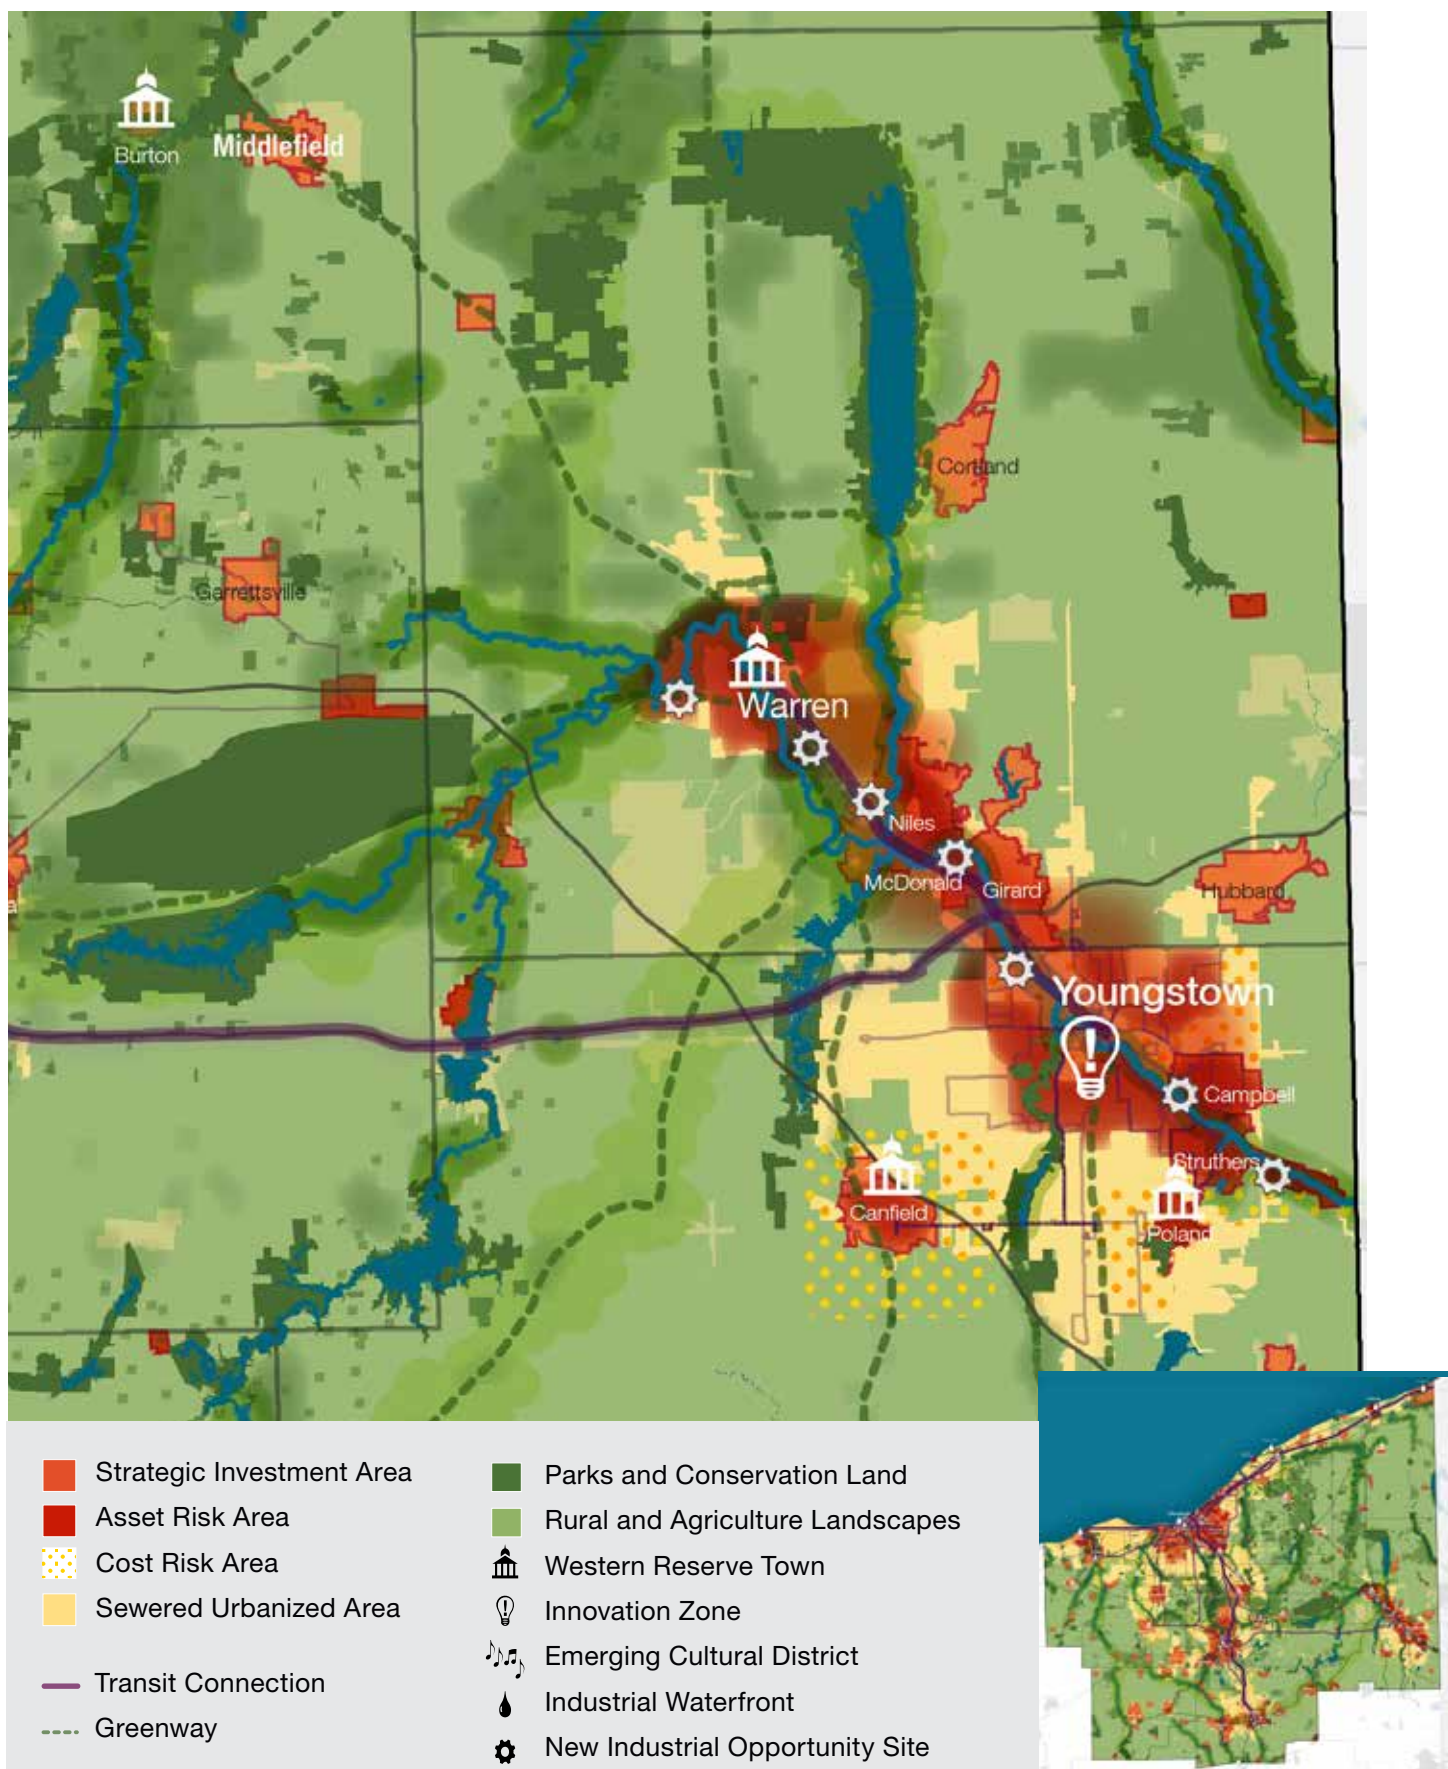 Burton
Middlefield
Cortland
Garrettsville
Warren
Niles
McDonald
Girard
Hubbard
a
Youngstown
Campbell
Struthers
Canfield
Poland
Strategic Investment Area
Asset Risk Area
Cost Risk Area
Sewered Urbanized Area
Transit Connection
Greenway
Parks and Conservation Land
Rural and Agriculture Landscapes
Western Reserve Town
Innovation Zone
Emerging Cultural District
Industrial Waterfront
New Industrial Opportunity Site